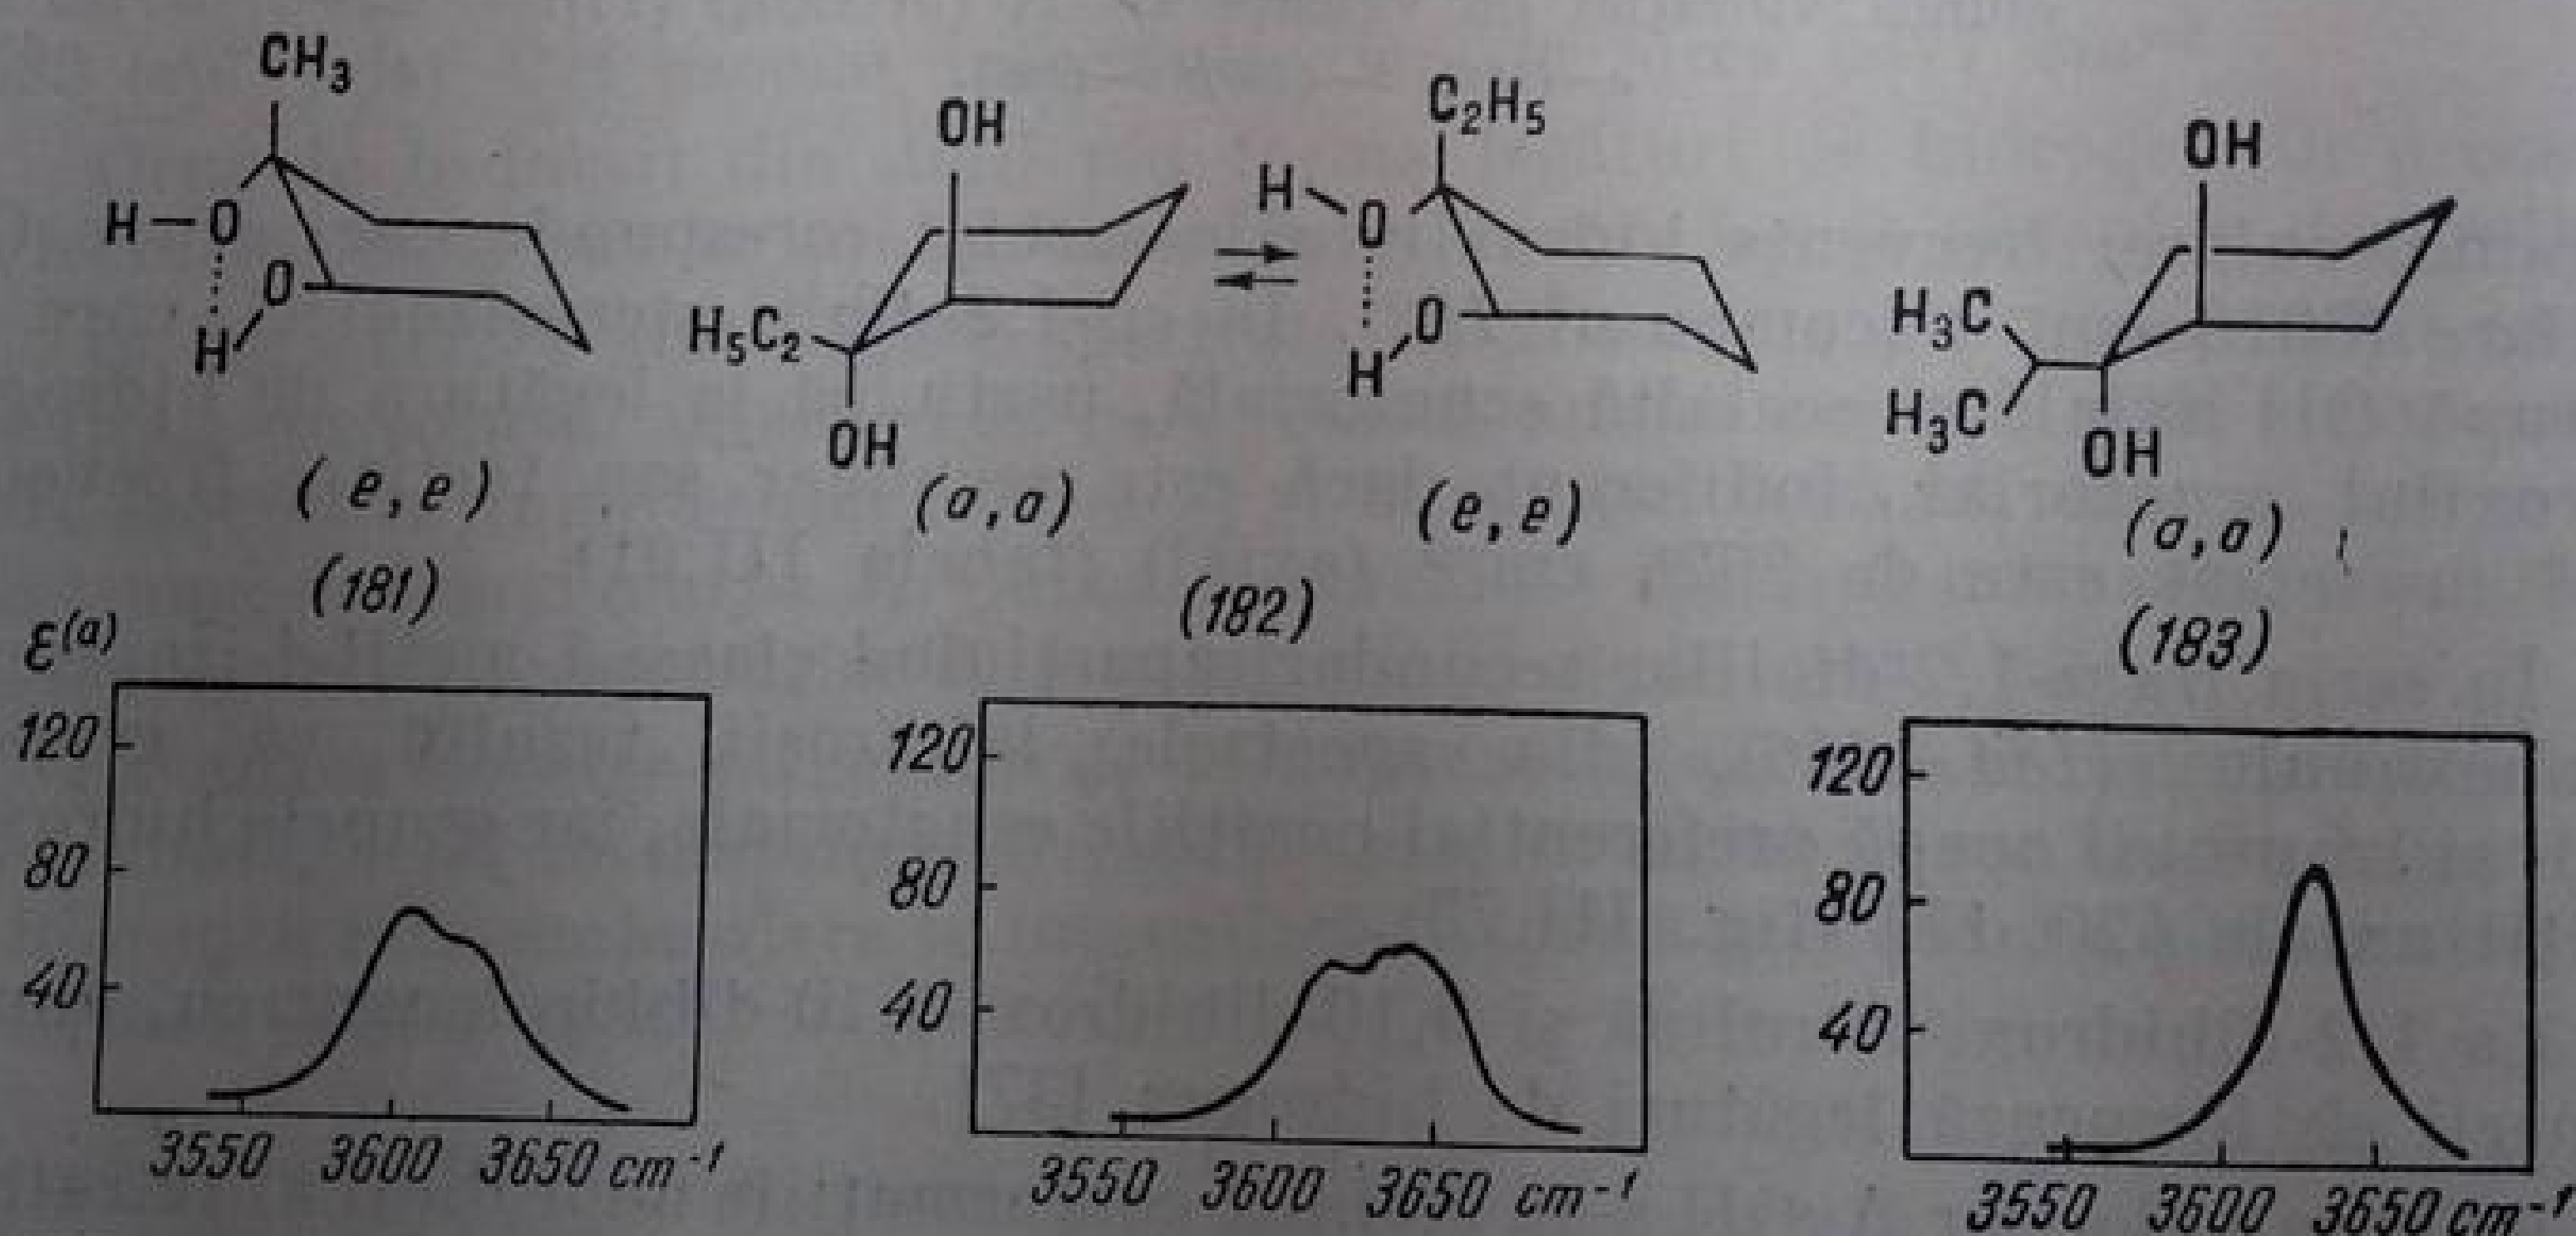 CH₃
H–O
O
H
(e,e)
(181)
OH
H₅C₂
OH
(a,a)
C₂H₅
H
O
O
H
(e,e)
(182)
OH
H₃C
H₃C
OH
(a,a)
(183)
ε(a)
120
80
40
3550 3600 3650 cm⁻¹
120
80
40
3550 3600 3650 cm⁻¹
120
80
40
3550 3600 3650 cm⁻¹